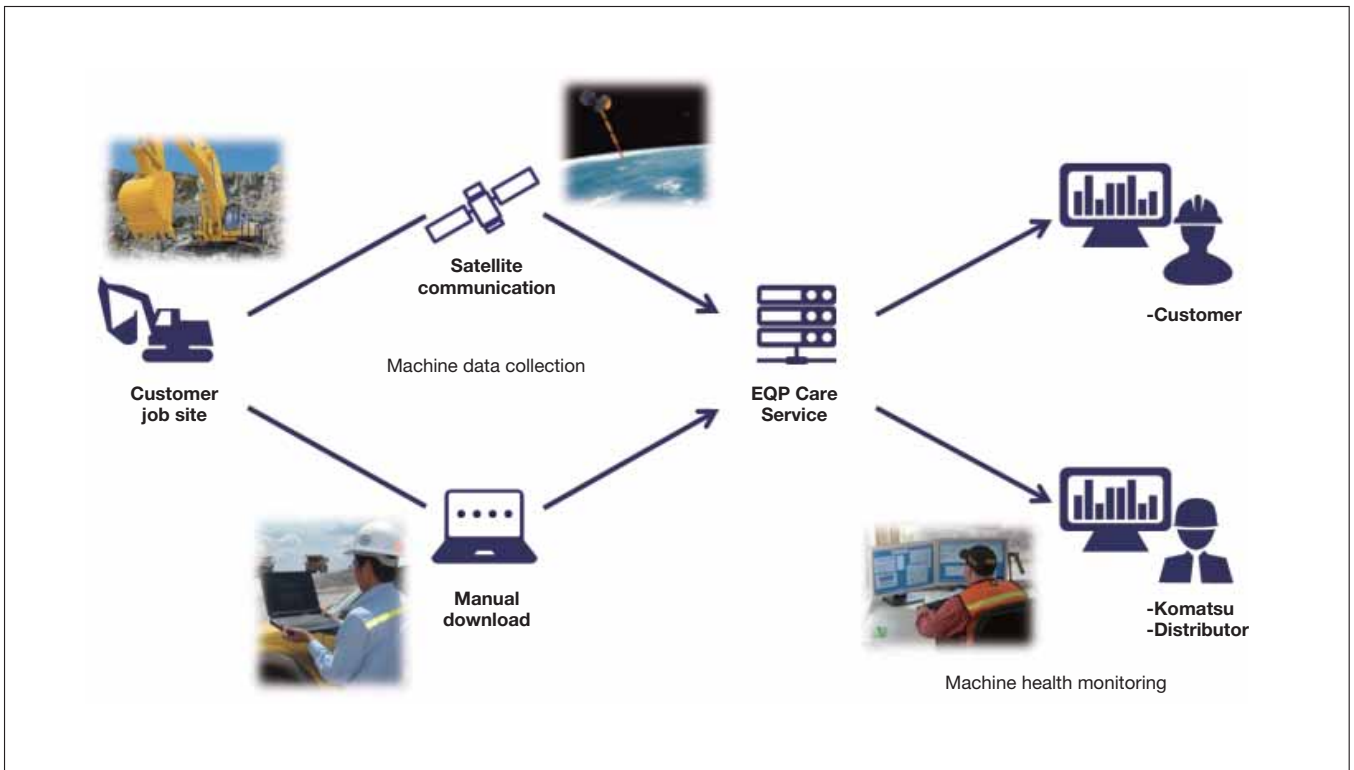 Satellite
communication
-Customer
Machine data collection
Customer
job site
EQP Care
Service
Manual
download
-Komatsu
-Distributor
Machine health monitoring